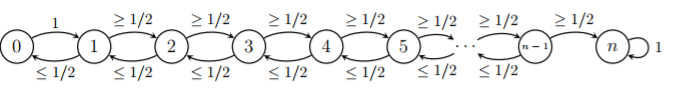 1 ≥ 1/2 ≥ 1/2 ≥ 1/2 ≥ 1/2 ≥ 1/2 ≥ 1/2 ≥ 1/2
0 1 2 3 4 5 ⋯ n − 1 n 1
≤ 1/2 ≤ 1/2 ≤ 1/2 ≤ 1/2 ≤ 1/2 ≤ 1/2 ≤ 1/2